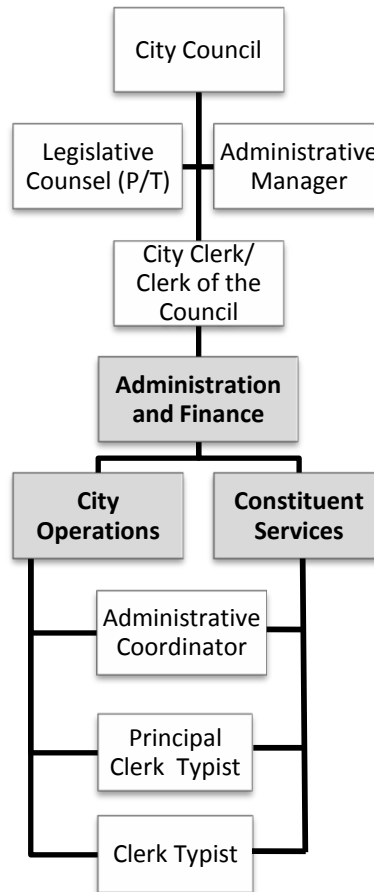 City Council
Legislative
Counsel (P/T)
Administrative
Manager
City Clerk/
Clerk of the
Council
Administration
and Finance
City
Operations
Constituent
Services
Administrative
Coordinator
Principal
Clerk Typist
Clerk Typist